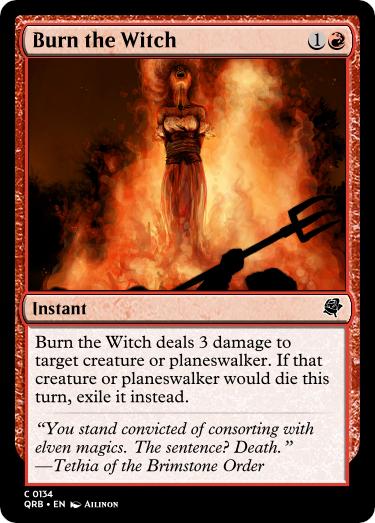 Burn the Witch 1
Instant
Burn the Witch deals 3 damage to
target creature or planeswalker. If that
creature or planeswalker would die this
turn, exile it instead.
“You stand convicted of consorting with
elven magics. The sentence? Death.”
—Tethia of the Brimstone Order
C 0134
QRB • EN AILINON